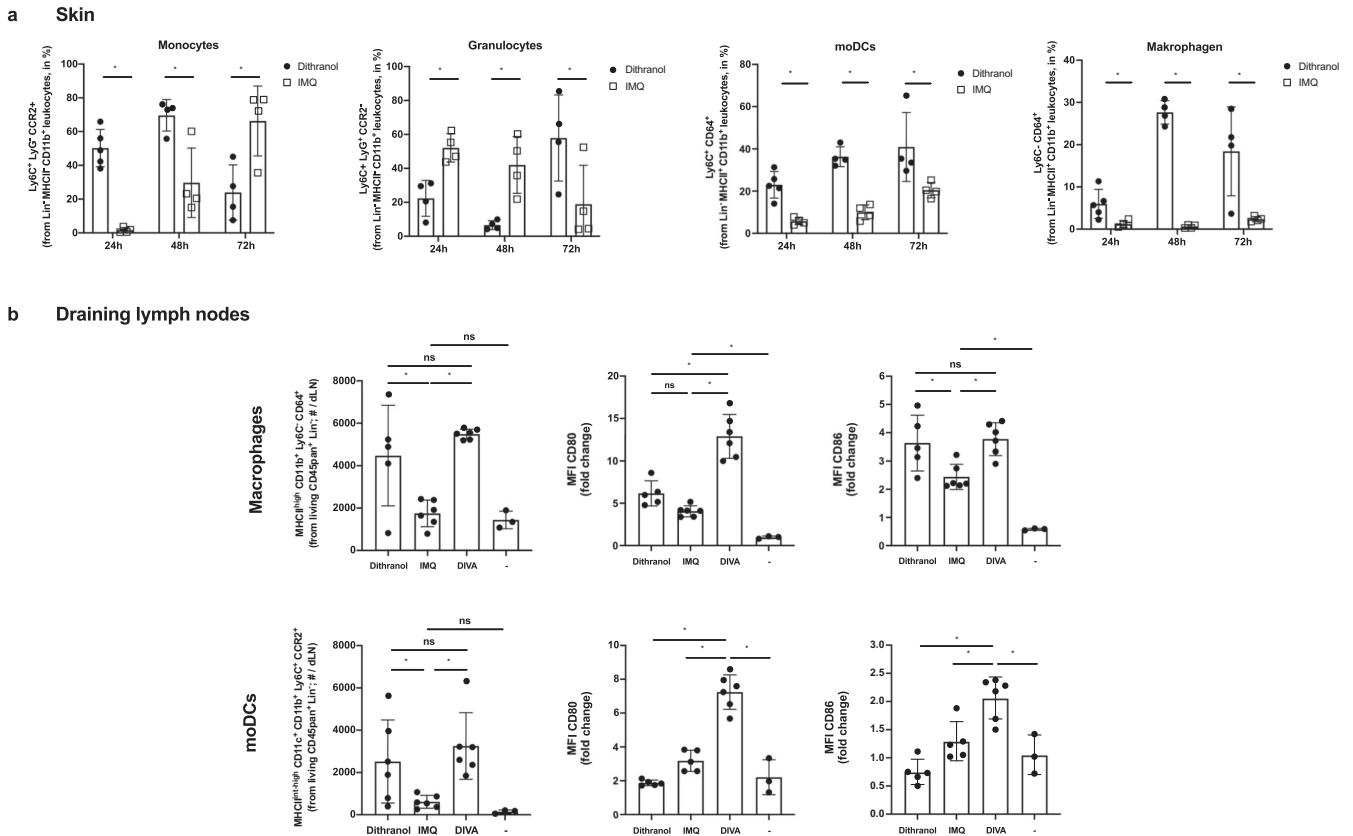 a Skin
Monocytes
Ly6C⁺ LyG⁺ CCR2+
(from Lin⁻MHCII⁻ CD11b⁺ leukocytes, in %)
100
80
60
40
20
0
24h 48h 72h
* * *
Dithranol
IMQ
Granulocytes
Ly6C⁺ LyG⁺ CCR2⁻
(from Lin⁻MHCII⁻ CD11b⁺ leukocytes, in %)
100
80
60
40
20
0
24h 48h 72h
* * *
Dithranol
IMQ
moDCs
Ly6C⁺ CD64⁺
(from Lin⁻MHCII⁺ CD11b⁺ leukocytes, in %)
80
60
40
20
0
24h 48h 72h
* * *
Dithranol
IMQ
Makrophagen
Ly6C- CD64⁺
(from Lin⁻MHCII⁺ CD11b⁺ leukocytes, in %)
40
30
20
10
0
24h 48h 72h
* * *
Dithranol
IMQ
b Draining lymph nodes
Macrophages
MHCIIʰⁱᵍʰ CD11b⁺ Ly6C⁻ CD64⁺
(from living CD45pan⁺ Lin⁻; # / dLN)
8000
6000
4000
2000
0
ns
ns
* *
Dithranol IMQ DIVA -
MFI CD80
(fold change)
20
15
10
5
0
*
*
ns *
Dithranol IMQ DIVA -
MFI CD86
(fold change)
6
5
4
3
2
1
0
*
ns
* *
Dithranol IMQ DIVA -
moDCs
MHCIIⁱⁿᵗ⁻ʰⁱᵍʰ CD11c⁺ CD11b⁺ Ly6C⁺ CCR2⁺
(from living CD45pan⁺ Lin⁻; # / dLN)
8000
6000
4000
2000
0
ns
ns
* *
Dithranol IMQ DIVA -
MFI CD80
(fold change)
10
8
6
4
2
0
*
* *
Dithranol IMQ DIVA -
MFI CD86
(fold change)
3.0
2.5
2.0
1.5
1.0
0.5
0.0
*
* *
Dithranol IMQ DIVA -